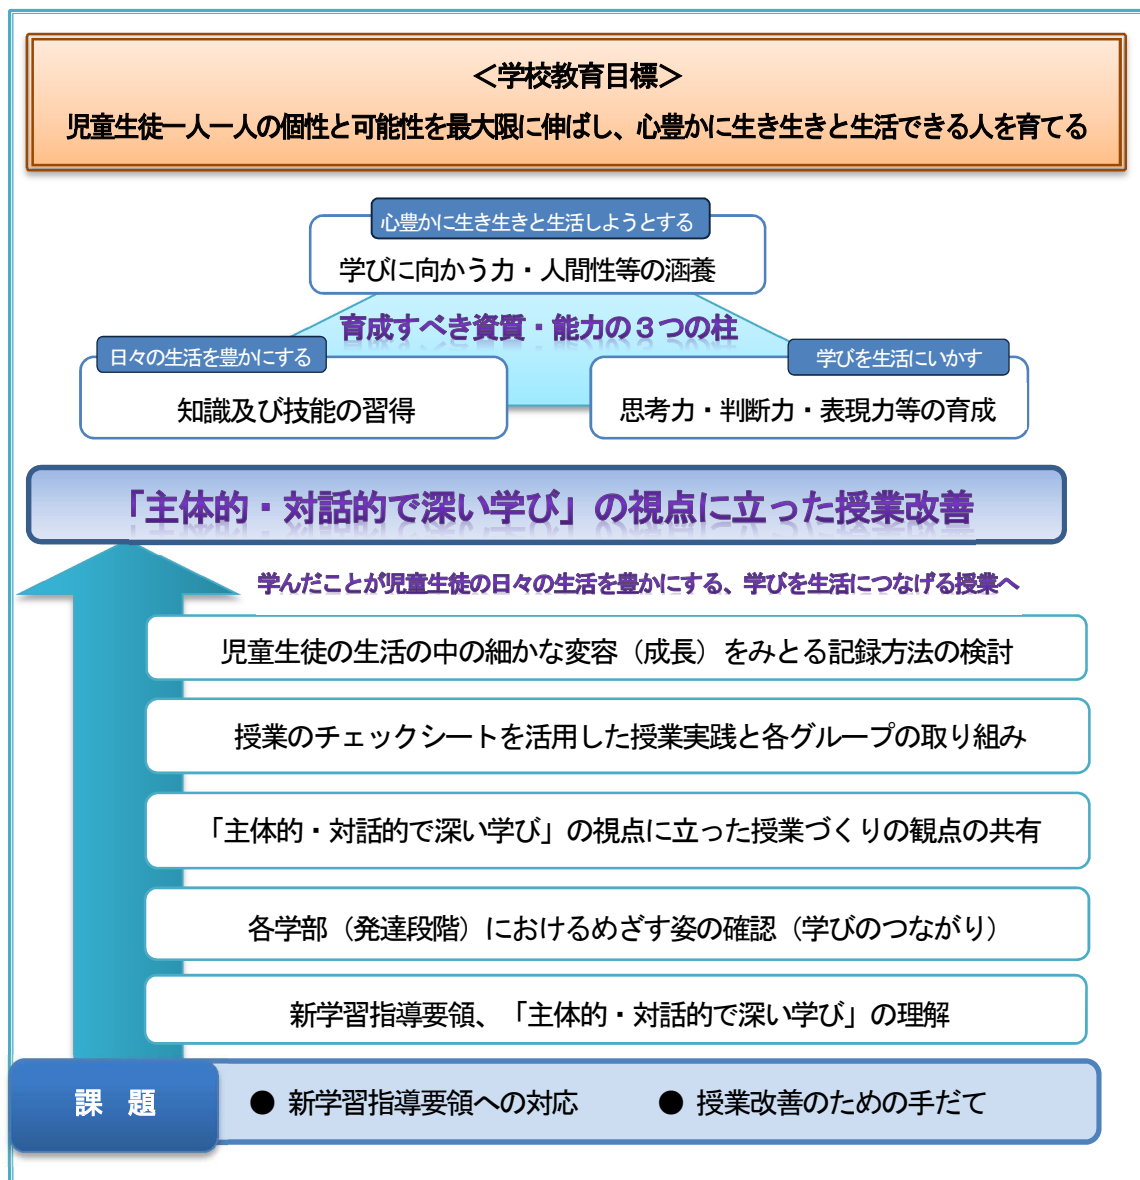 ＜学校教育目標＞
児童生徒一人一人の個性と可能性を最大限に伸ばし、心豊かに生き生きと生活できる人を育てる
心豊かに生き生きと生活しようとする
学びに向かう力・人間性等の涵養
育成すべき資質・能力の３つの柱
日々の生活を豊かにする
知識及び技能の習得
学びを生活にいかす
思考力・判断力・表現力等の育成
「主体的・対話的で深い学び」の視点に立った授業改善
学んだことが児童生徒の日々の生活を豊かにする、学びを生活につなげる授業へ
児童生徒の生活の中の細かな変容（成長）をみとる記録方法の検討
授業のチェックシートを活用した授業実践と各グループの取り組み
「主体的・対話的で深い学び」の視点に立った授業づくりの観点の共有
各学部（発達段階）におけるめざす姿の確認（学びのつながり）
新学習指導要領、「主体的・対話的で深い学び」の理解
課 題
● 新学習指導要領への対応 ● 授業改善のための手だて